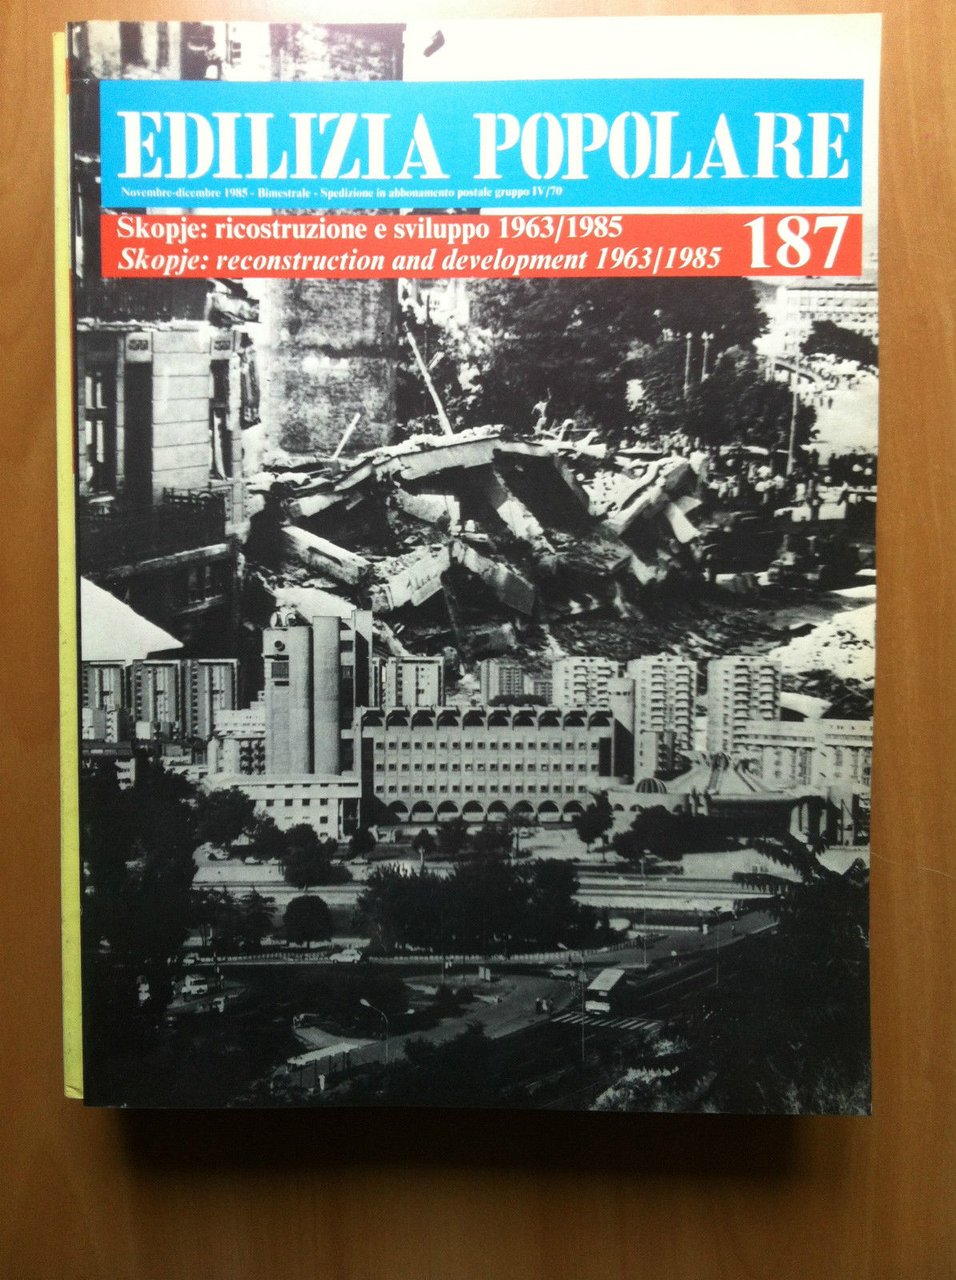 EDILIZIA POPOLARE
Novembre-dicembre 1985 - Bimestrale - Spedizione in abbonamento postale gruppo IV/70
Skopje: ricostruzione e sviluppo 1963/1985
Skopje: reconstruction and development 1963/1985
187